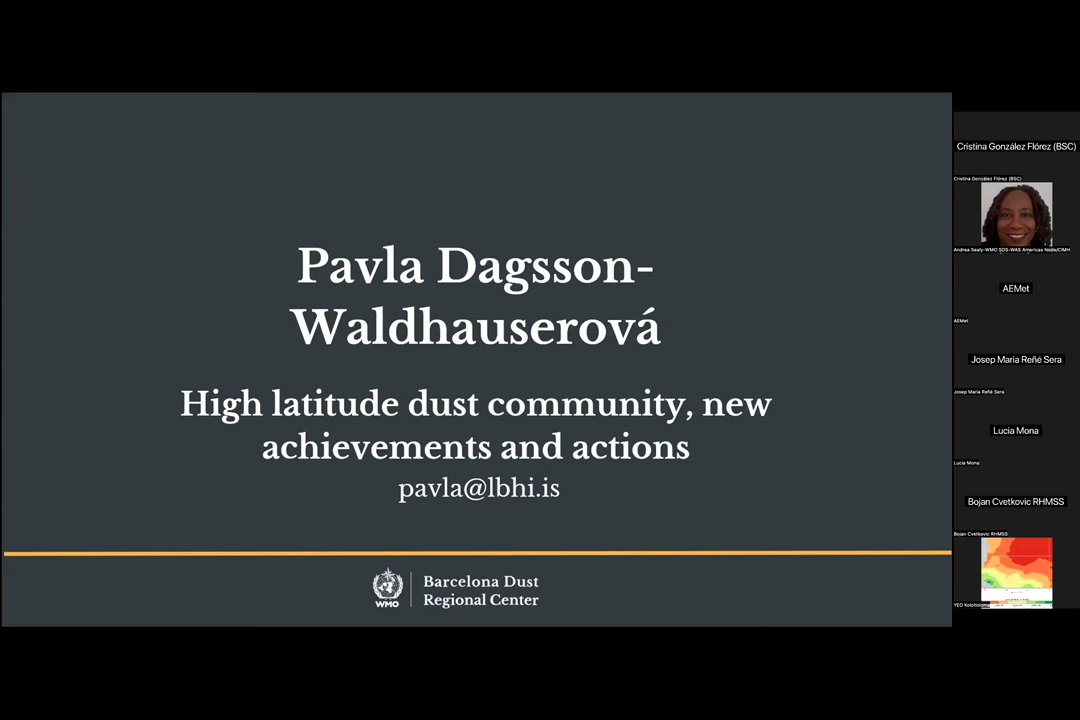 Pavla Dagsson-
Waldhauserová
High latitude dust community, new
achievements and actions
pavla@lbhi.is
WMO
Barcelona Dust
Regional Center
Cristina González Flórez (BSC)
Cristina González Flórez (BSC)
Andrea Sealy-WMO SDS-WAS Americas Node/CIMH
AEMet
AEMet
Josep Maria Reñé Sera
Josep Maria Reñé Sera
Lucia Mona
Lucia Mona
Bojan Cvetkovic RHMSS
Bojan Cvetkovic RHMSS